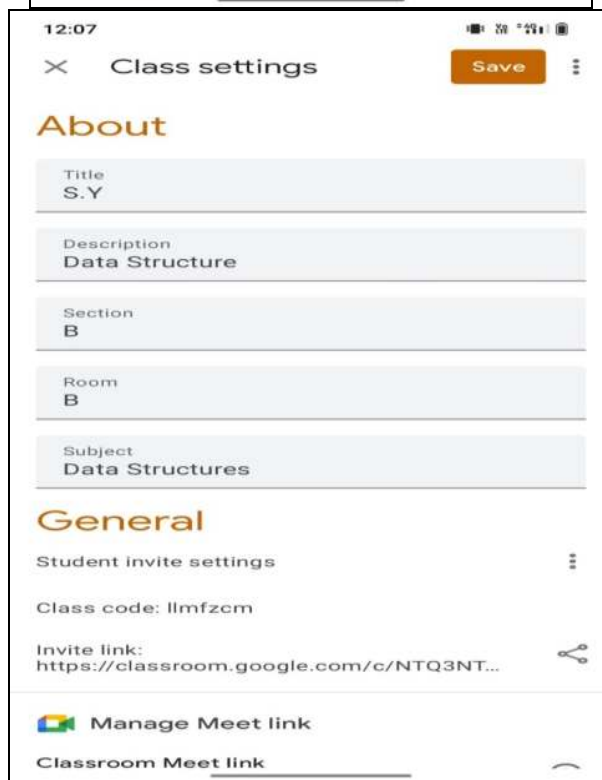 12:07
Class settings
Save
About
Title
S.Y
Description
Data Structure
Section
B
Room
B
Subject
Data Structures
General
Student invite settings
Class code: llmfzcm
Invite link:
https://classroom.google.com/c/NTQ3NT...
Manage Meet link
Classroom Meet link